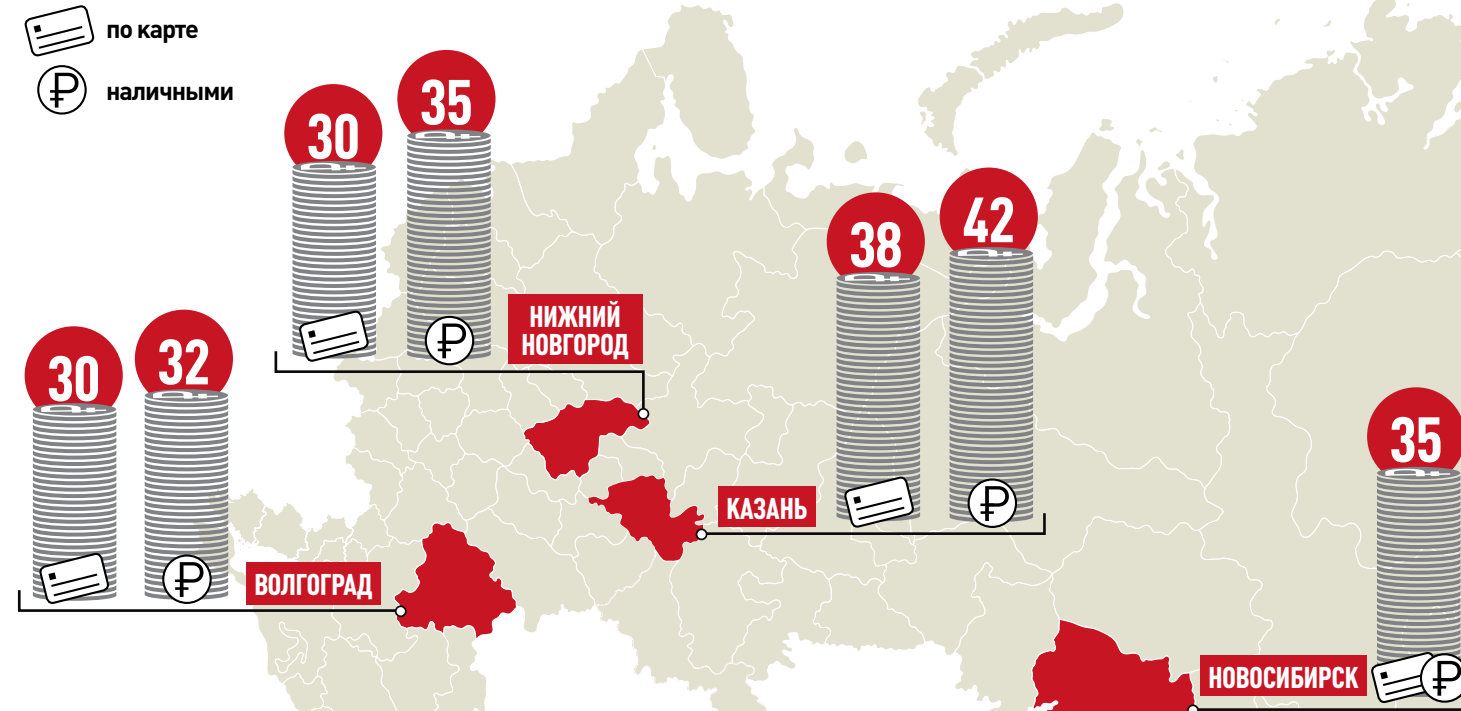 по карте
наличными
30
35
НИЖНИЙ
НОВГОРОД
38
42
КАЗАНЬ
30
32
ВОЛГОГРАД
35
НОВОСИБИРСК